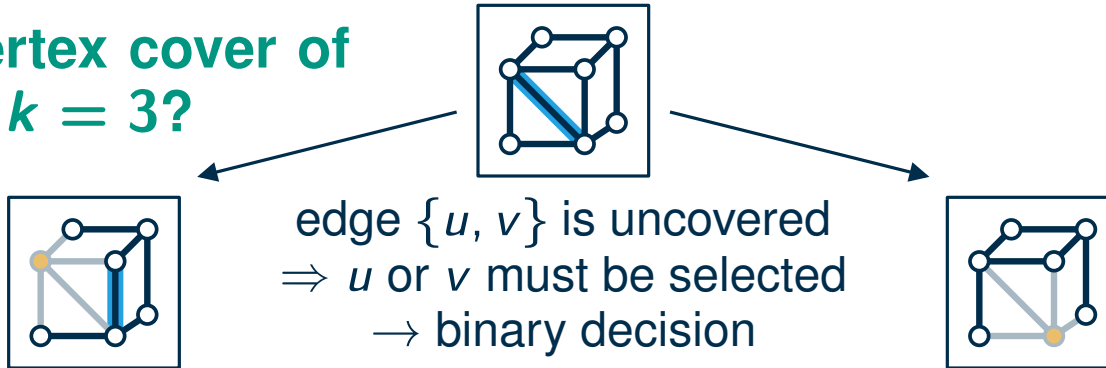 ertex cover of
k = 3?
edge {u, v} is uncovered
⇒ u or v must be selected
→ binary decision